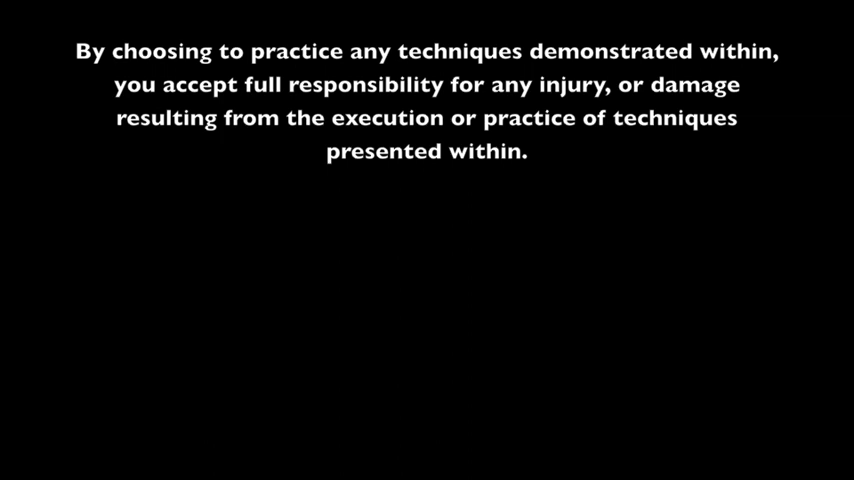 By choosing to practice any techniques demonstrated within,
you accept full responsibility for any injury, or damage
resulting from the execution or practice of techniques
presented within.